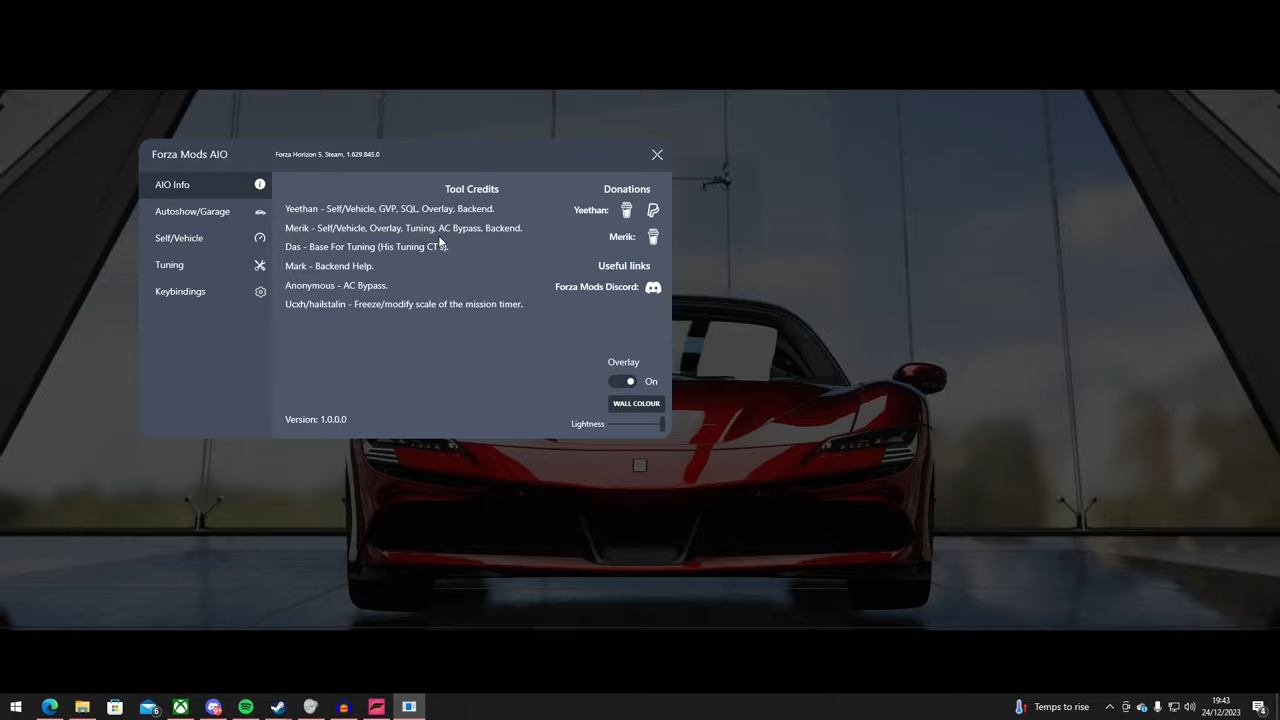 Forza Mods AIO
Forza Horizon 5, Steam, 1.629.845.0
AIO Info
Autoshow/Garage
Self/Vehicle
Tuning
Keybindings
Tool Credits
Yeethan - Self/Vehicle, GVP, SQL, Overlay, Backend.
Merik - Self/Vehicle, Overlay, Tuning, AC Bypass, Backend.
Das - Base For Tuning (His Tuning CT's).
Mark - Backend Help.
Anonymous - AC Bypass.
Ucxh/hailstalin - Freeze/modify scale of the mission timer.
Version: 1.0.0.0
Donations
Yeethan:
Merik:
Useful links
Forza Mods Discord:
Overlay
On
WALL COLOUR
Lightness
6
Temps to rise
19:43
24/12/2023
4